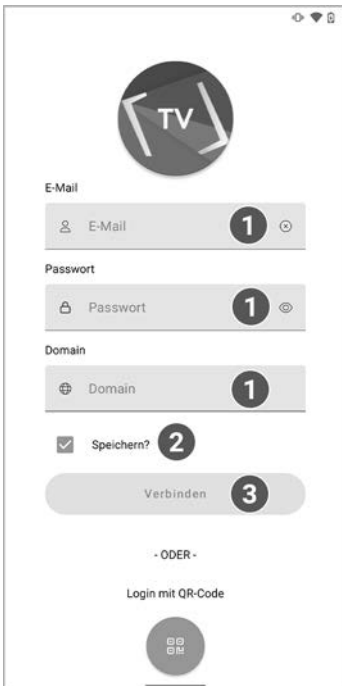 TV
E-Mail
E-Mail 1
Passwort
Passwort 1
Domain
Domain 1
Speichern? 2
Verbinden 3
- ODER -
Login mit QR-Code